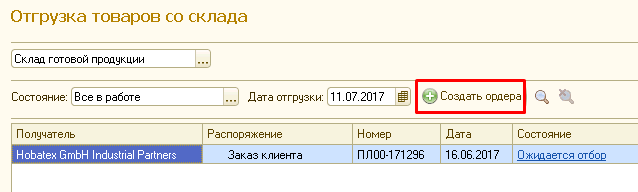 Отгрузка товаров со склада
Склад готовой продукции ...
Состояние: Все в работе ... Дата отгрузки: 11.07.2017 Создать ордера
Получатель Распоряжение Номер Дата Состояние
Hobatex GmbH Industrial Partners Заказ клиента ПЛ00-171296 16.06.2017 Ожидается отбор